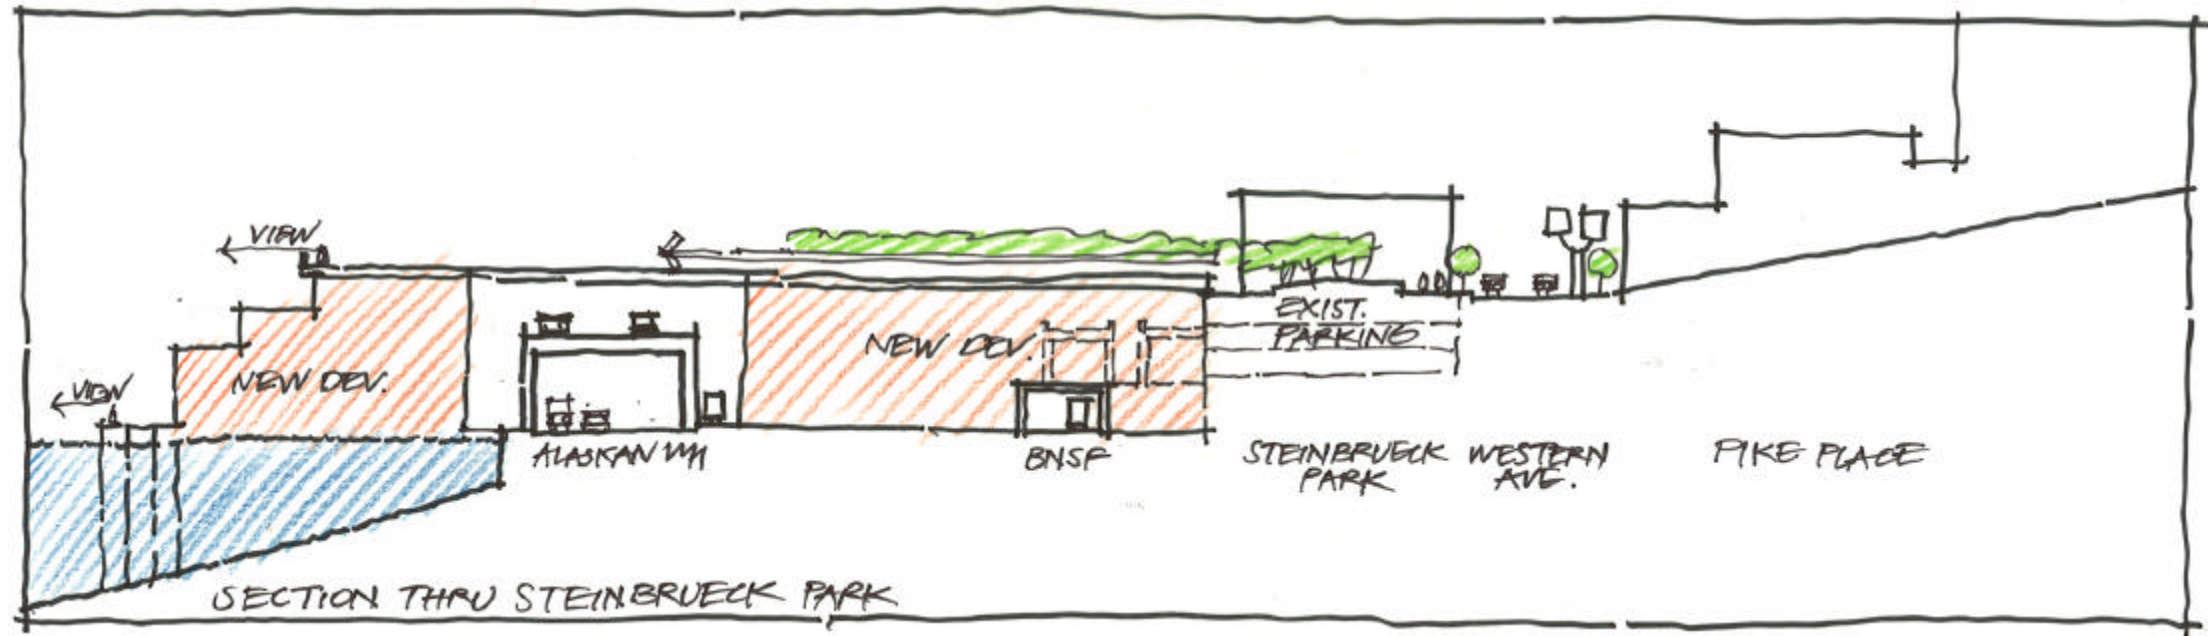 VIEW
VIEW
NEW DEV.
NEW DEV.
EXIST.
PARKING
ALASKAN WY
BNSF
STEINBRUECK
PARK
WESTERN
AVE.
PIKE PLACE
SECTION THRU STEINBRUECK PARK